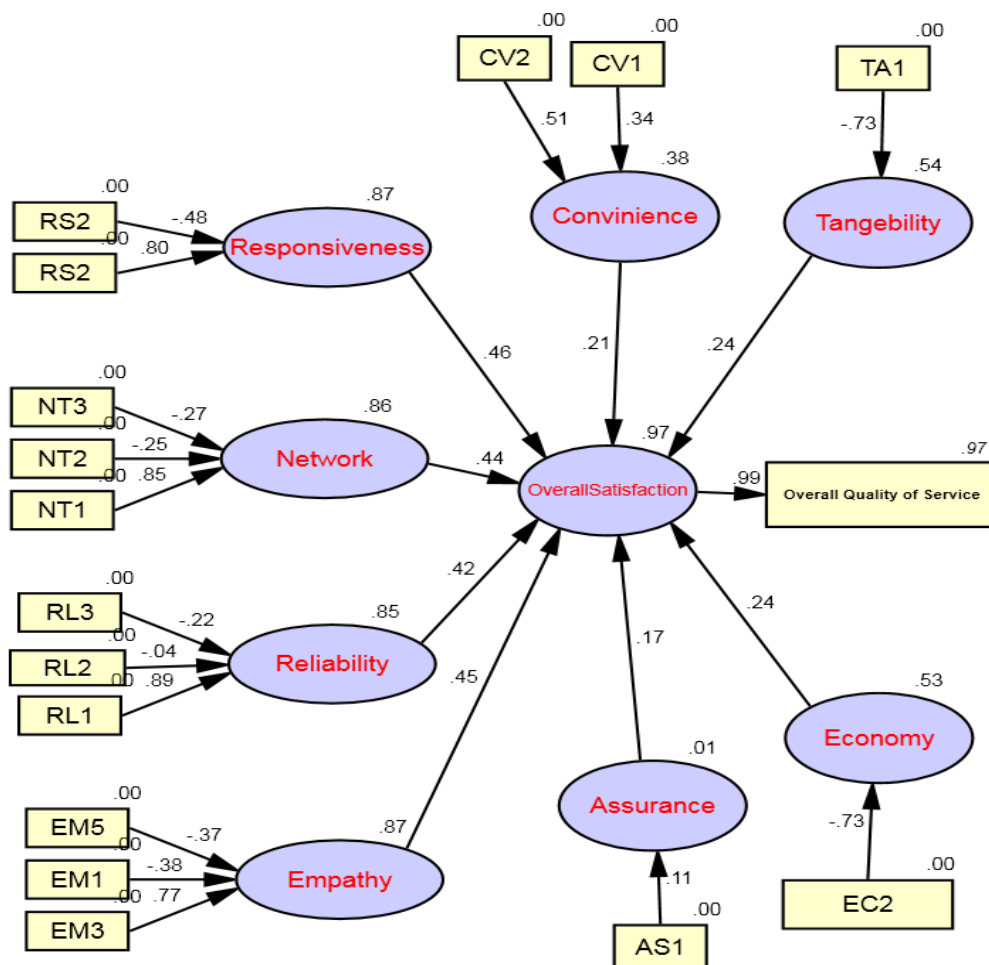 .00
CV2
.00
CV1
.00
TA1
.51
.34
-.73
.38
Convinience
.54
Tangebility
.00
RS2
-.48
.00
RS2
.80
.87
Responsiveness
.46
.21
.24
.00
NT3
-.27
.00
NT2
-.25
.00
NT1
.85
.86
Network
.44
.97
OverallSatisfaction
.99
.97
Overall Quality of Service
.00
RL3
-.22
.00
RL2
-.04
.00
RL1
.89
.85
Reliability
.42
.45
.17
.24
.00
EM5
-.37
.00
EM1
-.38
.00
EM3
.77
.87
Empathy
.01
Assurance
.11
.00
AS1
.53
Economy
-.73
.00
EC2